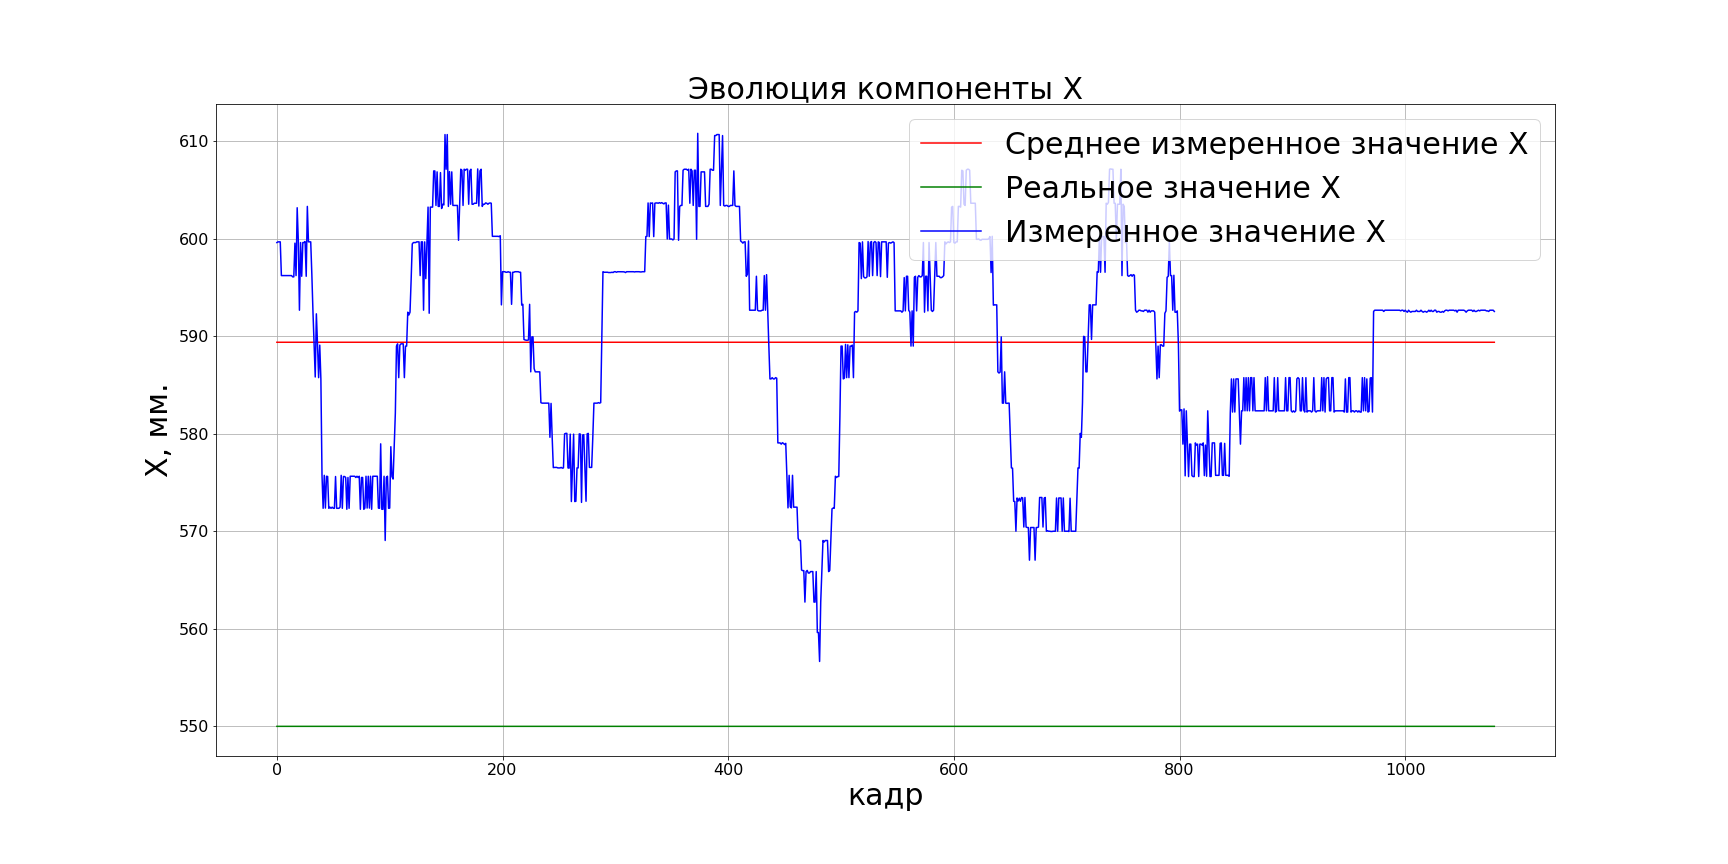 Эволюция компоненты X
Среднее измеренное значение X
Реальное значение X
Измеренное значение X
X, мм.
610
600
590
580
570
560
550
0 200 400 600 800 1000
кадр